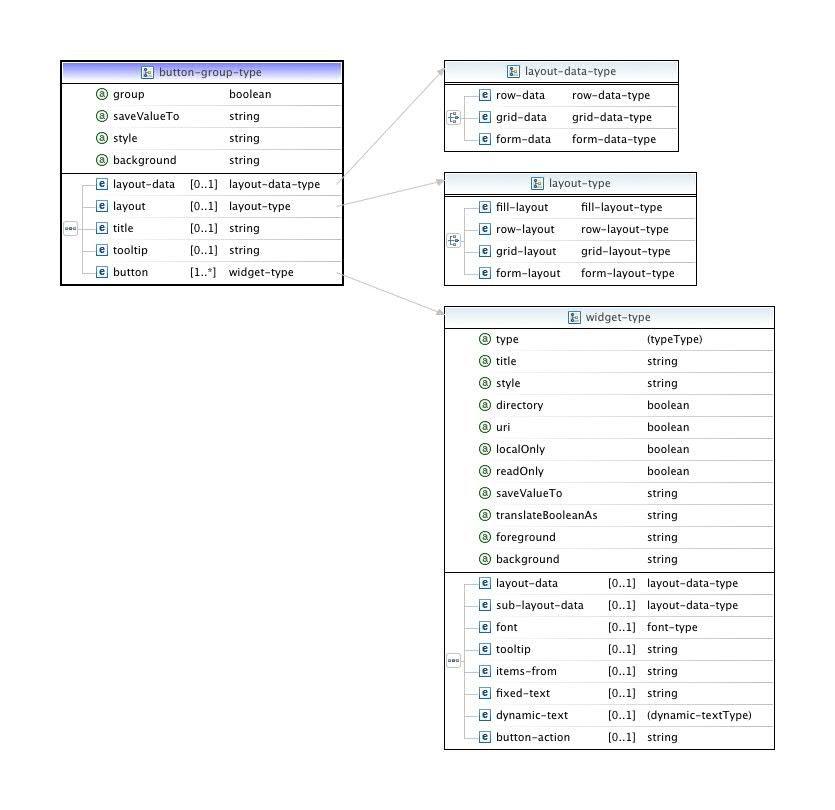 button-group-type
group boolean
saveValueTo string
style string
background string
layout-data [0..1] layout-data-type
layout [0..1] layout-type
title [0..1] string
tooltip [0..1] string
button [1..*] widget-type
layout-data-type
row-data row-data-type
grid-data grid-data-type
form-data form-data-type
layout-type
fill-layout fill-layout-type
row-layout row-layout-type
grid-layout grid-layout-type
form-layout form-layout-type
widget-type
type (typeType)
title string
style string
directory boolean
uri boolean
localOnly boolean
readOnly boolean
saveValueTo string
translateBooleanAs string
foreground string
background string
layout-data [0..1] layout-data-type
sub-layout-data [0..1] layout-data-type
font [0..1] font-type
tooltip [0..1] string
items-from [0..1] string
fixed-text [0..1] string
dynamic-text [0..1] (dynamic-textType)
button-action [0..1] string